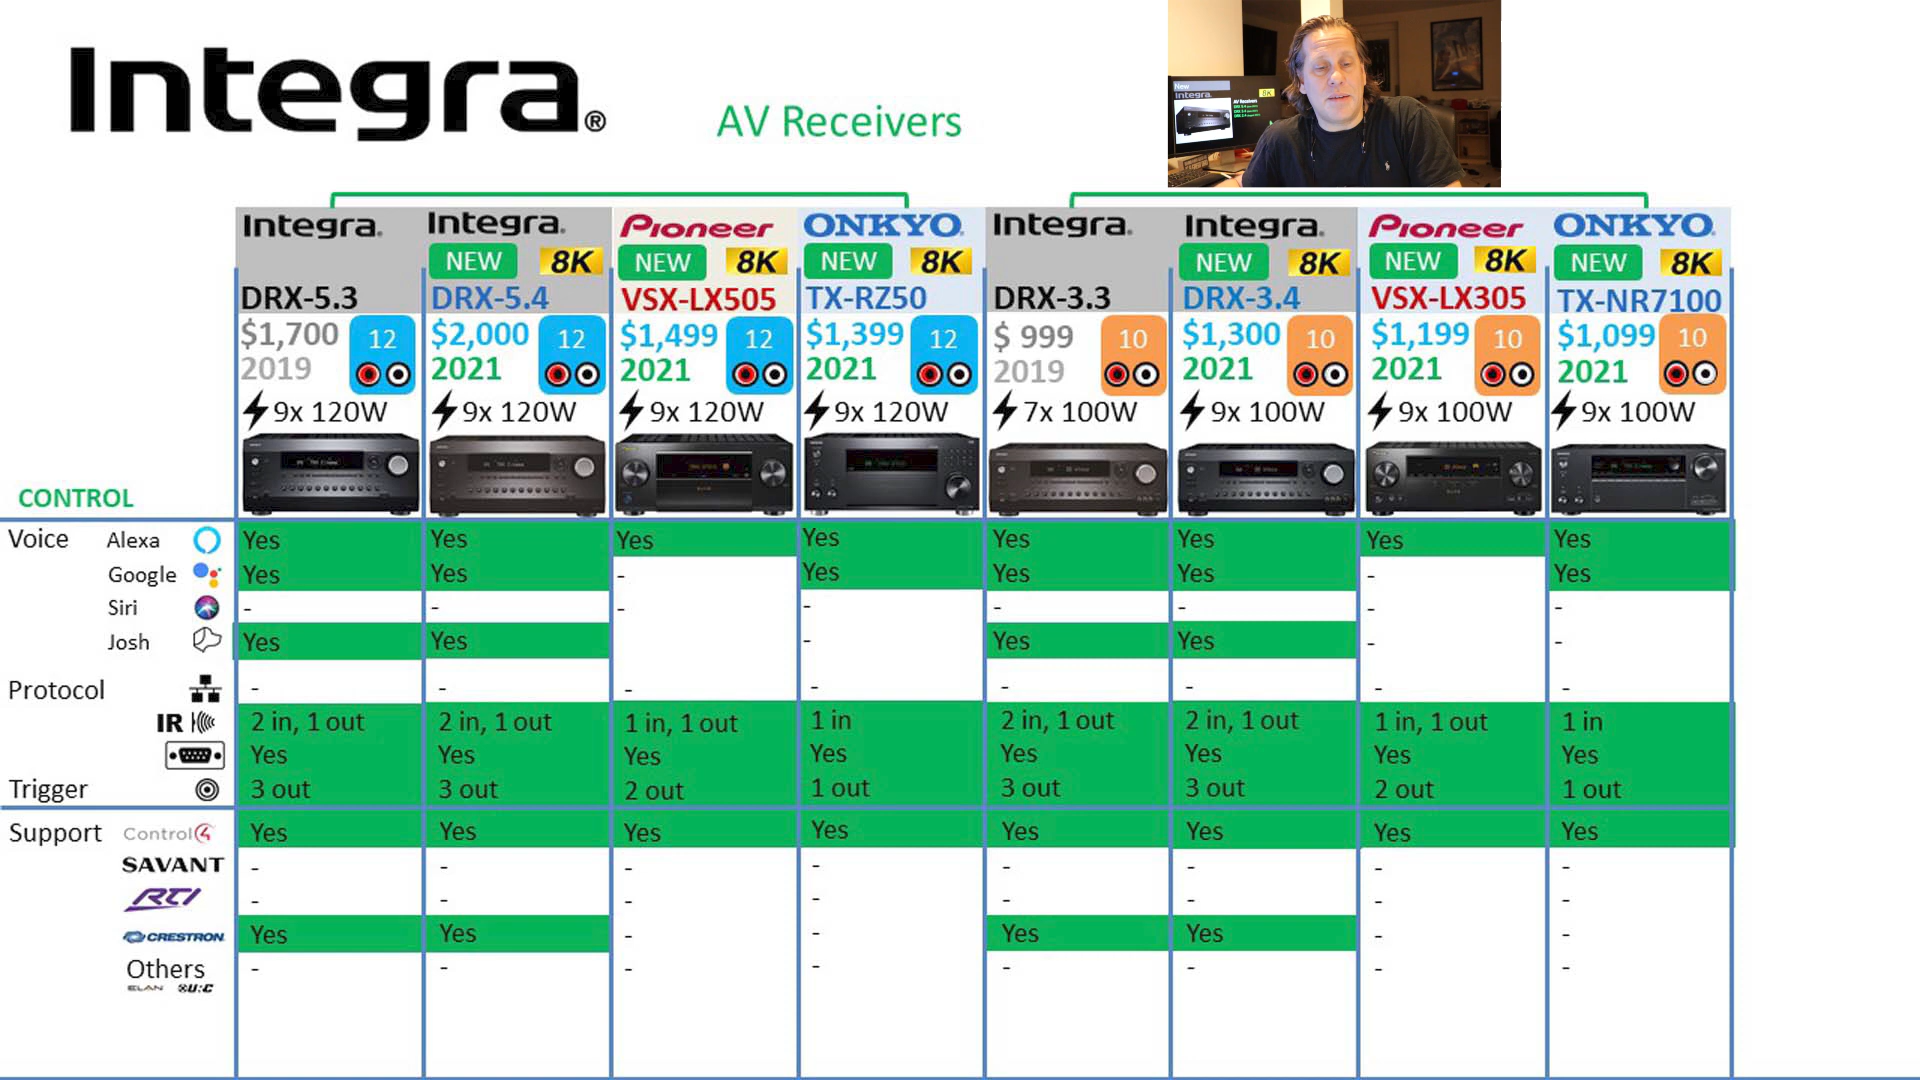 Integra®
AV Receivers
New
Integra.
8K
AV Receivers
Integra. Integra. Pioneer ONKYO. Integra. Integra. Pioneer ONKYO.
NEW 8K NEW 8K NEW 8K NEW 8K NEW 8K NEW 8K
DRX-5.3 DRX-5.4 VSX-LX505 TX-RZ50 DRX-3.3 DRX-3.4 VSX-LX305 TX-NR7100
$1,700 12 $2,000 12 $1,499 12 $1,399 12 $ 999 10 $1,300 10 $1,199 10 $1,099 10
2019 2021 2021 2021 2019 2021 2021 2021
9x 120W 9x 120W 9x 120W 9x 120W 7x 100W 9x 100W 9x 100W 9x 100W
CONTROL
Voice Alexa Yes Yes Yes Yes Yes Yes Yes Yes
Google Yes Yes - Yes Yes Yes - Yes
Siri - - - - - - - -
Josh Yes Yes - Yes Yes - -
Protocol - - - - - - - -
IR 2 in, 1 out 2 in, 1 out 1 in, 1 out 1 in 2 in, 1 out 2 in, 1 out 1 in, 1 out 1 in
Yes Yes Yes Yes Yes Yes Yes Yes
Trigger 3 out 3 out 2 out 1 out 3 out 3 out 2 out 1 out
Support Control4 Yes Yes Yes Yes Yes Yes Yes Yes
SAVANT - - - - - - - -
RTI - - - - - - - -
CRESTRON Yes Yes - - Yes Yes - -
Others - - - - - - - -
ELAN URC